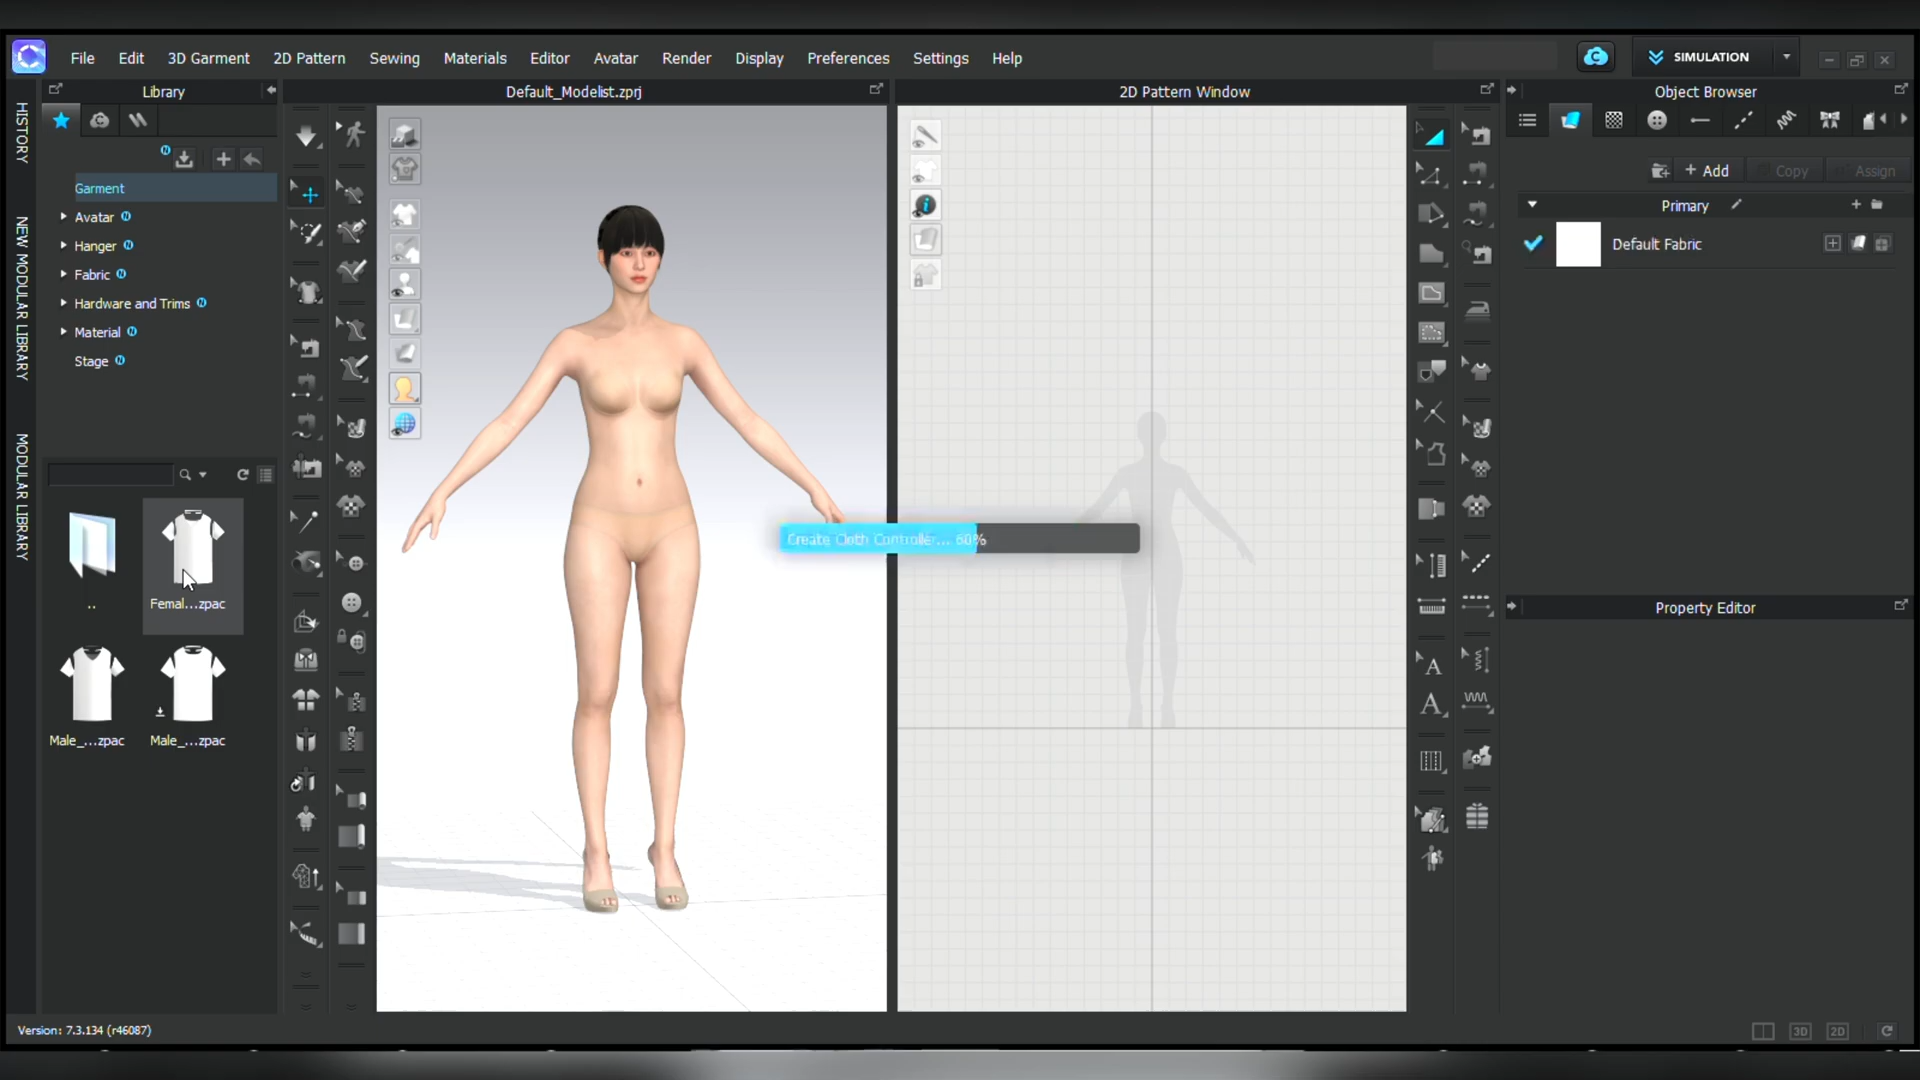 File Edit 3D Garment 2D Pattern Sewing Materials Editor Avatar Render Display Preferences Settings Help
SIMULATION
Library
Default_Modelist.zprj
2D Pattern Window
Object Browser
HISTORY
NEW MODULAR LIBRARY
MODULAR LIBRARY
Garment
Avatar
Hanger
Fabric
Hardware and Trims
Material
Stage
+ Add
Copy
Assign
Primary
Default Fabric
..
Femal...zpac
Male_...zpac
Male_...zpac
Create Cloth Controlle... 60%
Property Editor
Version: 7.3.134 (r46087)
3D
2D